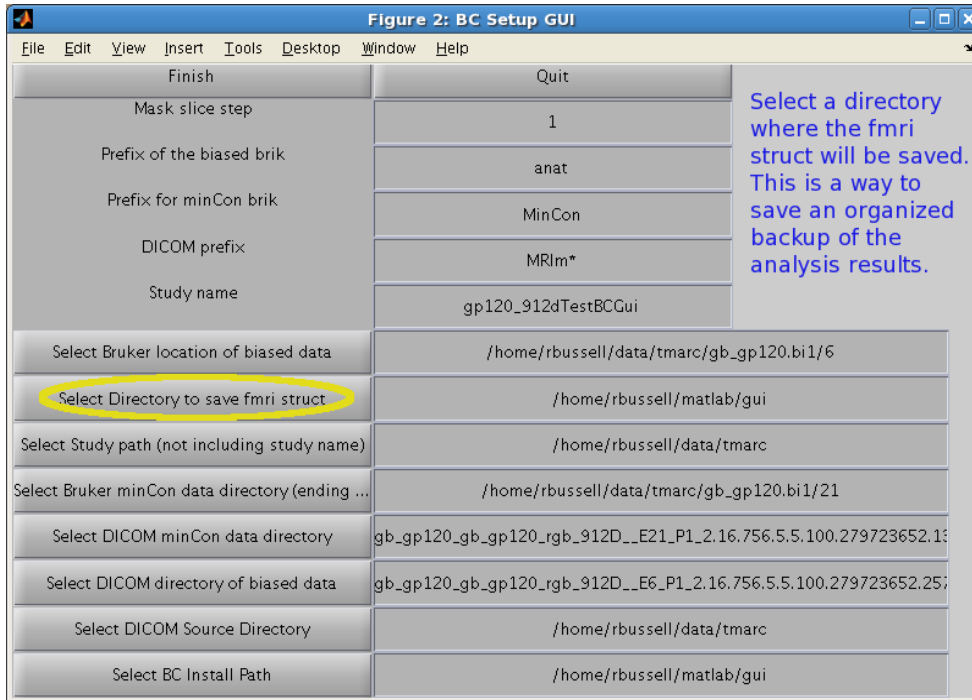 Figure 2: BC Setup GUI
File Edit View Insert Tools Desktop Window Help
Finish Quit
Mask slice step 1
Prefix of the biased brik anat
Prefix for minCon brik MinCon
DICOM prefix MRIm*
Study name gp120_912dTestBCGui
Select a directory
where the fmri
struct will be saved.
This is a way to
save an organized
backup of the
analysis results.
Select Bruker location of biased data /home/rbussell/data/tmarc/gb_gp120.bi1/6
Select Directory to save fmri struct /home/rbussell/matlab/gui
Select Study path (not including study name) /home/rbussell/data/tmarc
Select Bruker minCon data directory (ending ... /home/rbussell/data/tmarc/gb_gp120.bi1/21
Select DICOM minCon data directory gb_gp120_gb_gp120_rgb_912D__E21_P1_2.16.756.5.5.100.279723652.13
Select DICOM directory of biased data gb_gp120_gb_gp120_rgb_912D__E6_P1_2.16.756.5.5.100.279723652.257
Select DICOM Source Directory /home/rbussell/data/tmarc
Select BC Install Path /home/rbussell/matlab/gui